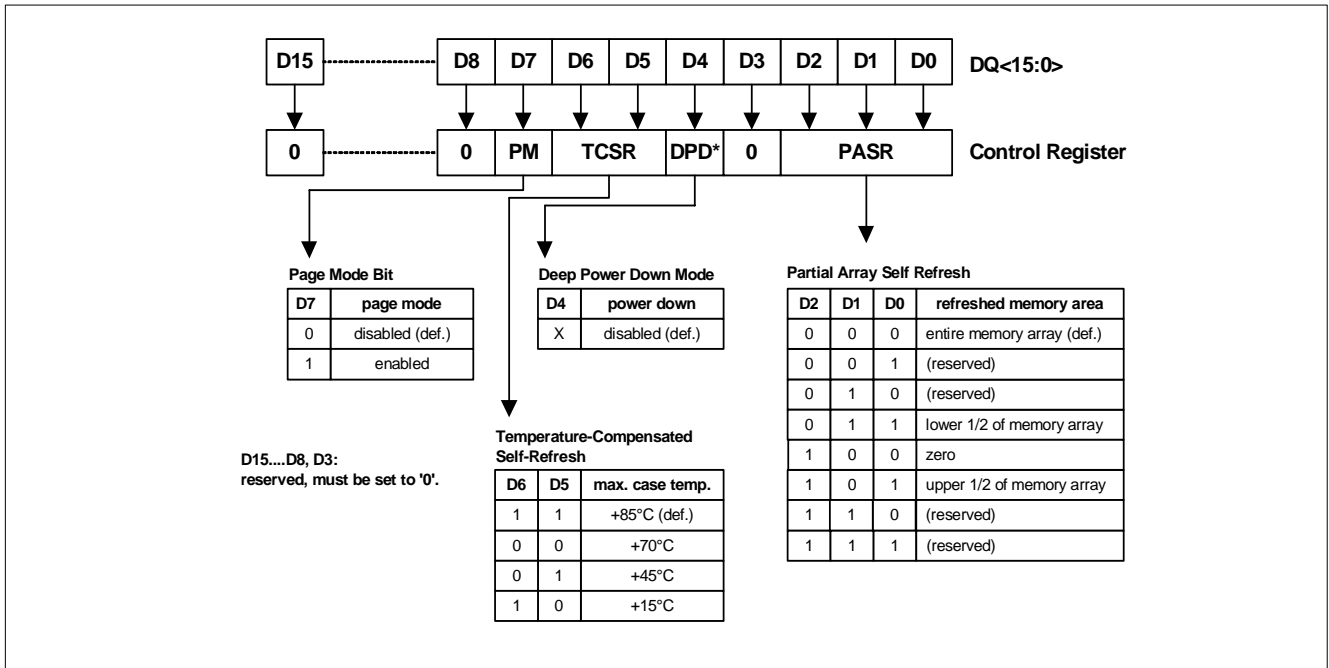 D15 D8 D7 D6 D5 D4 D3 D2 D1 D0 DQ<15:0>
0 0 PM TCSR DPD* 0 PASR Control Register
Page Mode Bit
D7 page mode
0 disabled (def.)
1 enabled
Deep Power Down Mode
D4 power down
X disabled (def.)
Partial Array Self Refresh
D2 D1 D0 refreshed memory area
0 0 0 entire memory array (def.)
0 0 1 (reserved)
0 1 0 (reserved)
0 1 1 lower 1/2 of memory array
1 0 0 zero
1 0 1 upper 1/2 of memory array
1 1 0 (reserved)
1 1 1 (reserved)
D15....D8, D3:
reserved, must be set to '0'.
Temperature-Compensated
Self-Refresh
D6 D5 max. case temp.
1 1 +85°C (def.)
0 0 +70°C
0 1 +45°C
1 0 +15°C